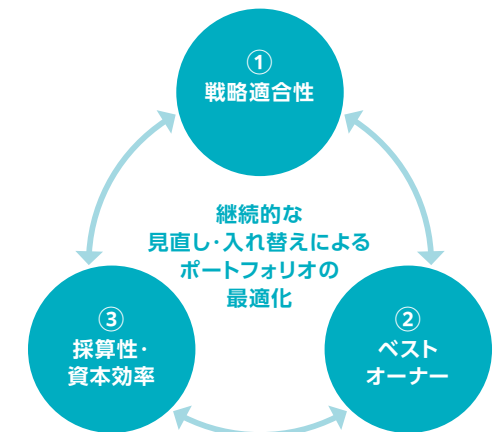 ①
戦略適合性
継続的な
見直し・入れ替えによる
ポートフォリオの
最適化
③
採算性・
資本効率
②
ベスト
オーナー